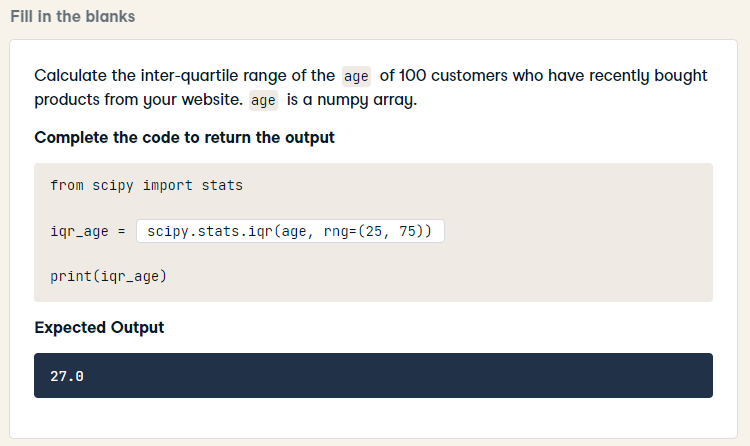 Fill in the blanks
Calculate the inter-quartile range of the age of 100 customers who have recently bought
products from your website. age is a numpy array.
Complete the code to return the output
from scipy import stats
iqr_age = scipy.stats.iqr(age, rng=(25, 75))
print(iqr_age)
Expected Output
27.0